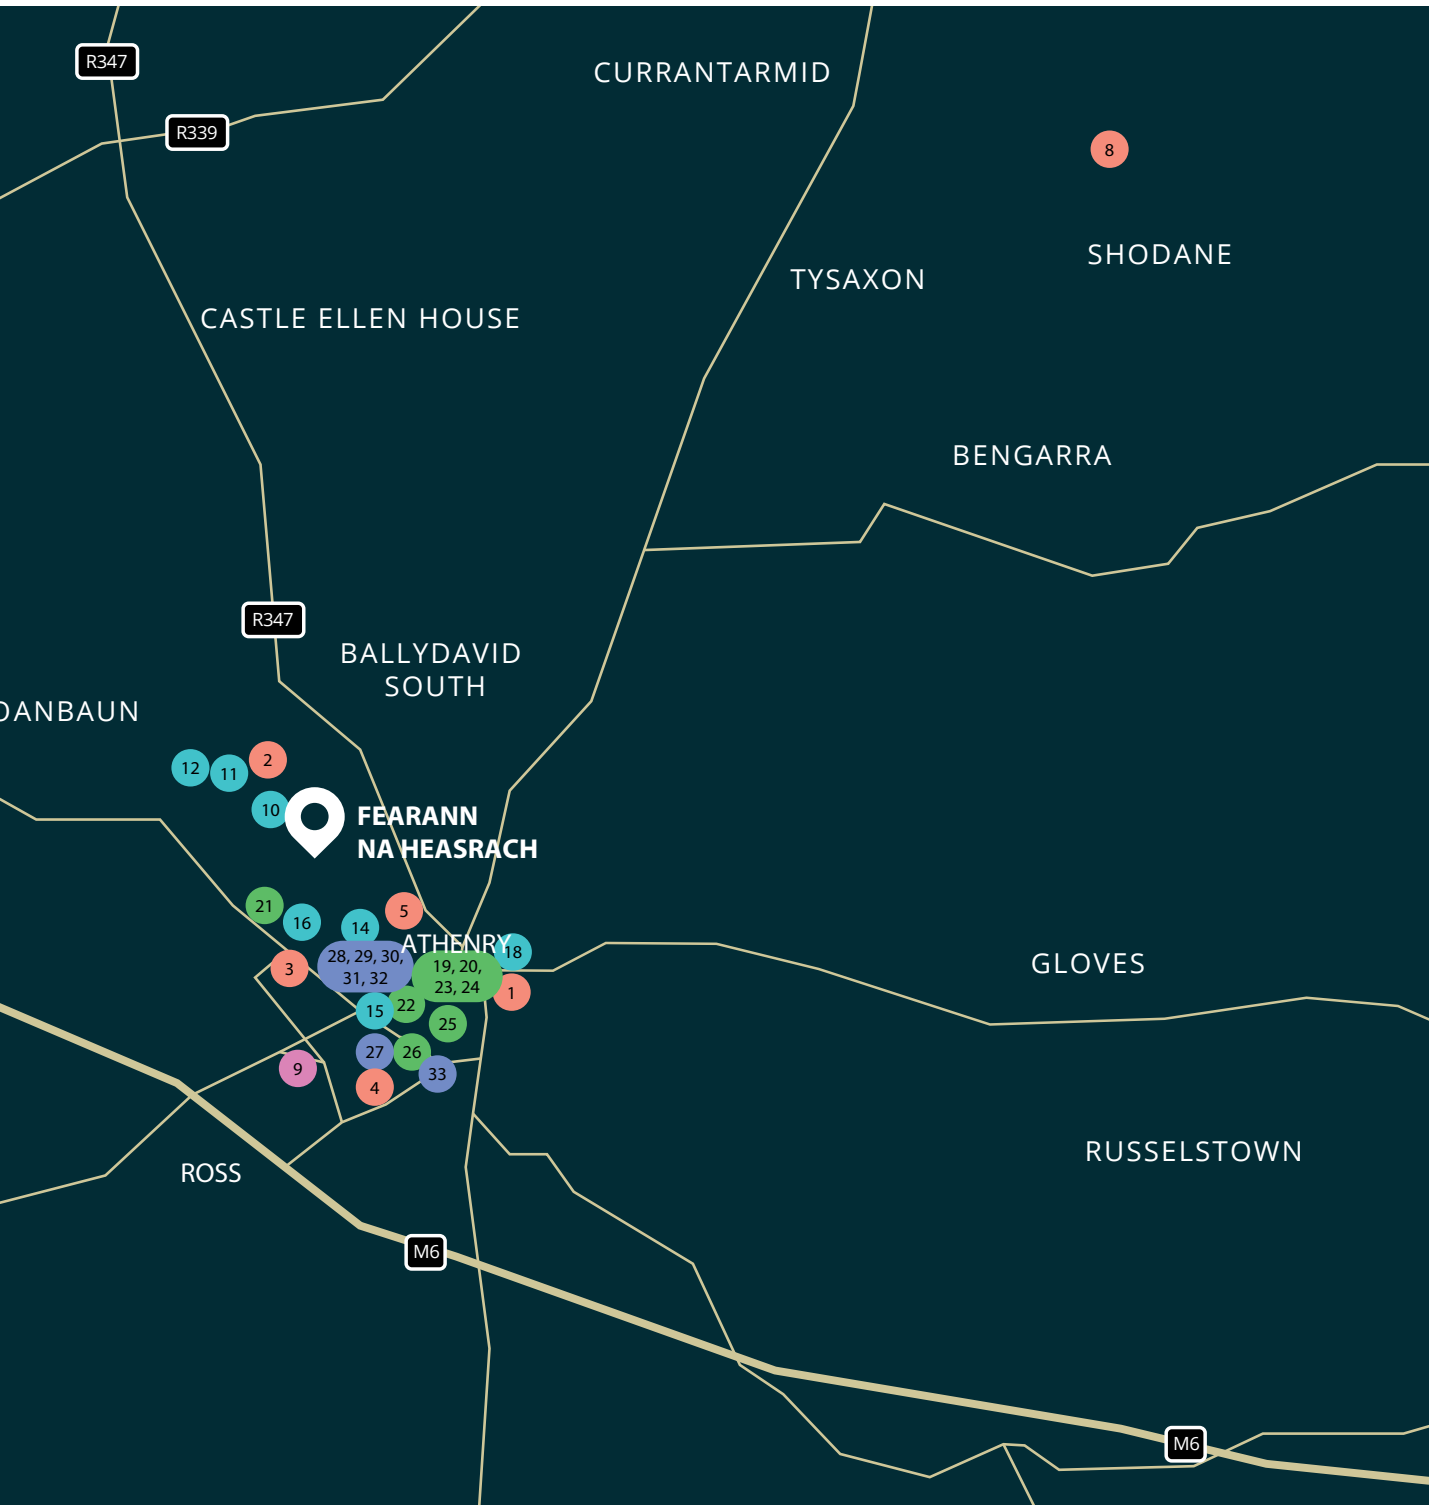 R347
CURRANTARMID
R339
8
SHODANE
TYSAXON
CASTLE ELLEN HOUSE
BENGARRA
R347
BALLYDAVID
SOUTH
DANBAUN
2
12
11
10
FEARANN
NA HEASRACH
21
5
16
14
ATHENRY
18
28, 29, 30,
31, 32
19, 20,
23, 24
3
GLOVES
1
22
15
25
27
26
9
33
4
RUSSELSTOWN
ROSS
M6
M6